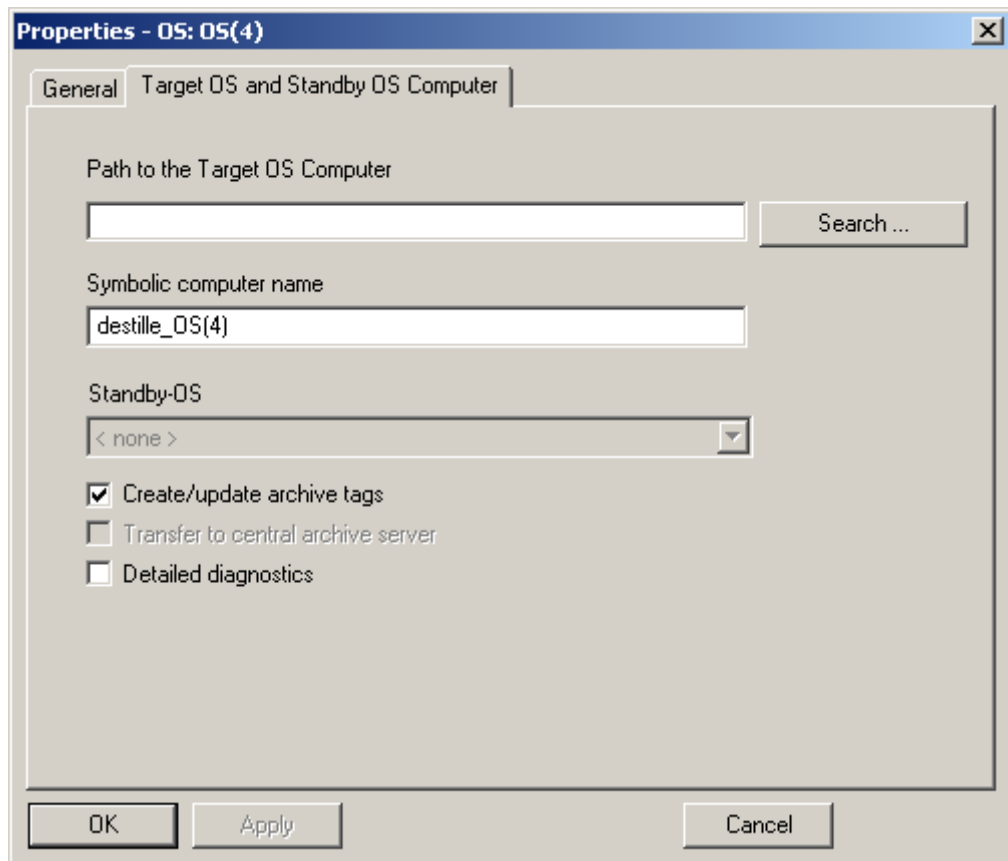 Properties - OS: OS(4)
General
Target OS and Standby OS Computer
Path to the Target OS Computer
Search ...
Symbolic computer name
destille_OS(4)
Standby-OS
< none >
Create/update archive tags
Transfer to central archive server
Detailed diagnostics
OK
Apply
Cancel